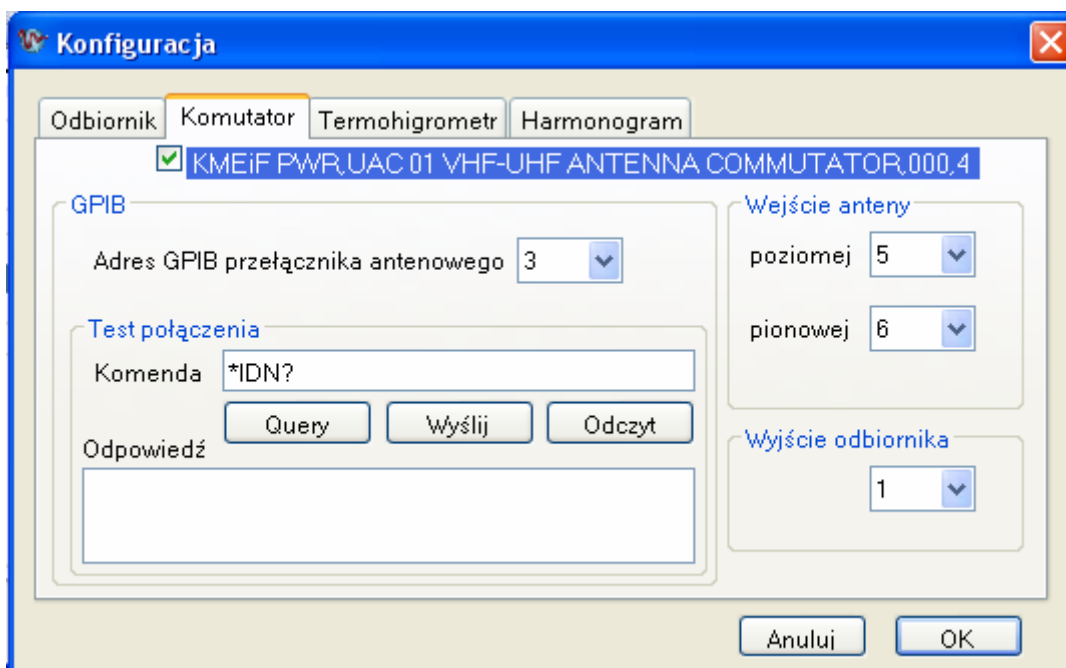 Konfiguracja
Odbiornik Komutator Termohigrometr Harmonogram
KMEiF PWR,UAC 01 VHF-UHF ANTENNA COMMUTATOR,000,4
GPIB
Adres GPIB przełącznika antenowego 3
Test połączenia
Komenda *IDN?
Query Wyślij Odczyt
Odpowiedź
Wejście anteny
poziomej 5
pionowej 6
Wyjście odbiornika
1
Anuluj OK